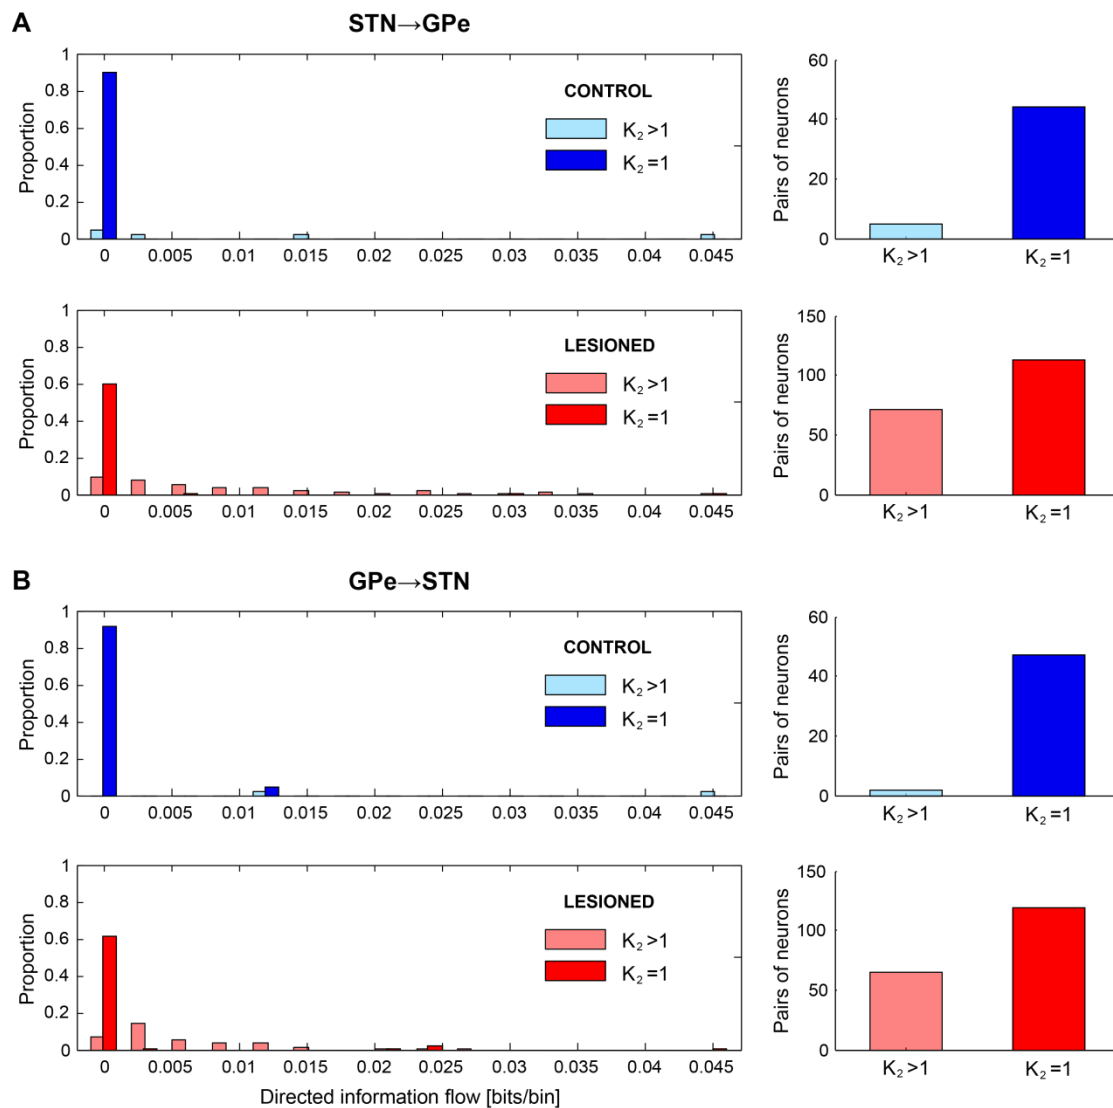 A
STN→GPe
1
0.8
0.6
0.4
0.2
0
Proportion
0 0.005 0.01 0.015 0.02 0.025 0.03 0.035 0.04 0.045
CONTROL
K₂>1
K₂=1
60
40
20
0
Pairs of neurons
K₂>1 K₂=1
1
0.8
0.6
0.4
0.2
0
Proportion
0 0.005 0.01 0.015 0.02 0.025 0.03 0.035 0.04 0.045
LESIONED
K₂>1
K₂=1
150
100
50
0
Pairs of neurons
K₂>1 K₂=1
B
GPe→STN
1
0.8
0.6
0.4
0.2
0
Proportion
0 0.005 0.01 0.015 0.02 0.025 0.03 0.035 0.04 0.045
CONTROL
K₂>1
K₂=1
60
40
20
0
Pairs of neurons
K₂>1 K₂=1
1
0.8
0.6
0.4
0.2
0
Proportion
0 0.005 0.01 0.015 0.02 0.025 0.03 0.035 0.04 0.045
Directed information flow [bits/bin]
LESIONED
K₂>1
K₂=1
150
100
50
0
Pairs of neurons
K₂>1 K₂=1